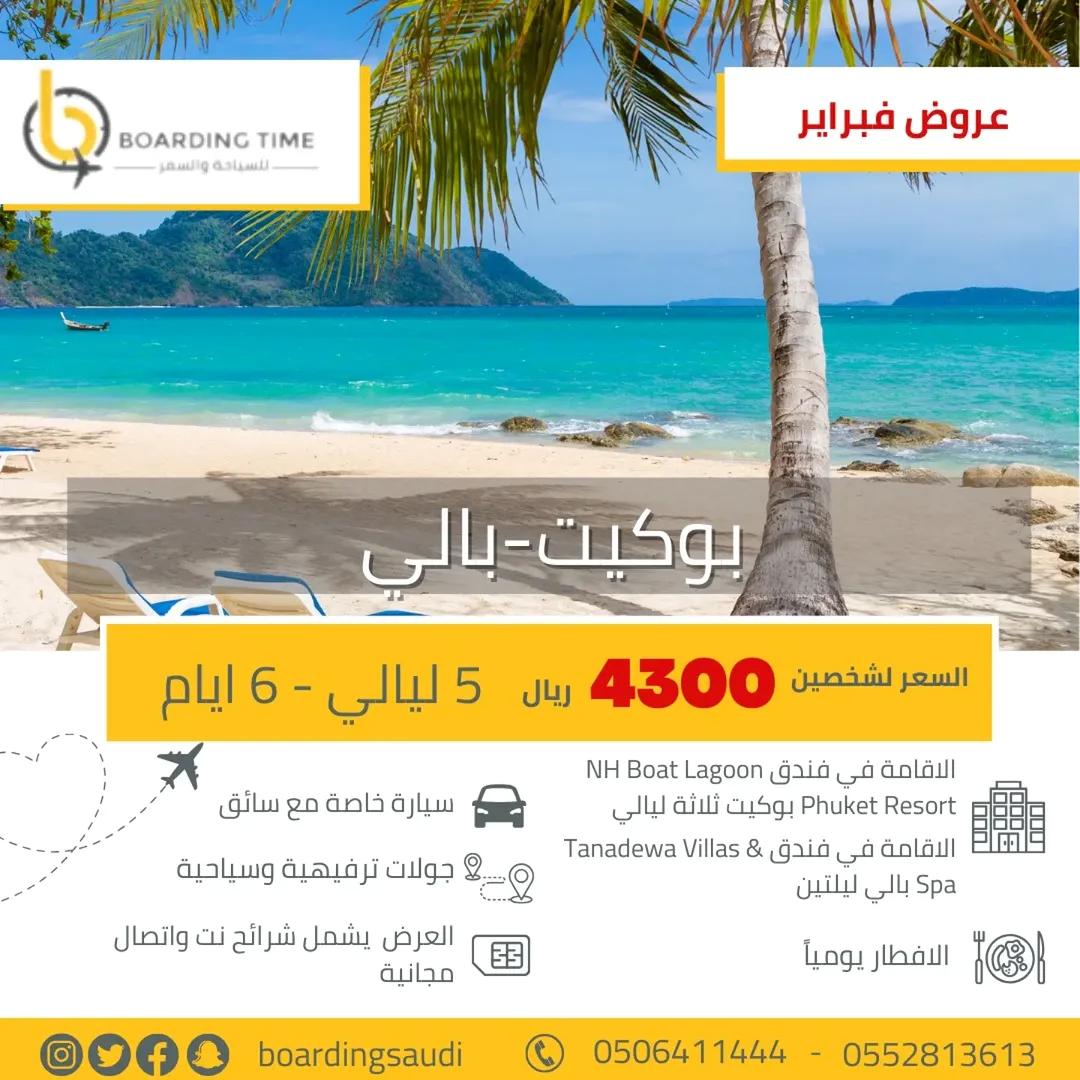 BOARDING TIME
للسياحة والسفر
عروض فبراير
بوكيت-بالي
السعر لشخصين 4300 ريال 5 ليالي - 6 ايام
الاقامة في فندق NH Boat Lagoon
Phuket Resort بوكيت ثلاثة ليالي
الاقامة في فندق Tanadewa Villas &
Spa بالي ليلتين
الافطار يومياً
سيارة خاصة مع سائق
جولات ترفيهية وسياحية
العرض يشمل شرائح نت واتصال
مجانية
boardingsaudi 0506411444 - 0552813613